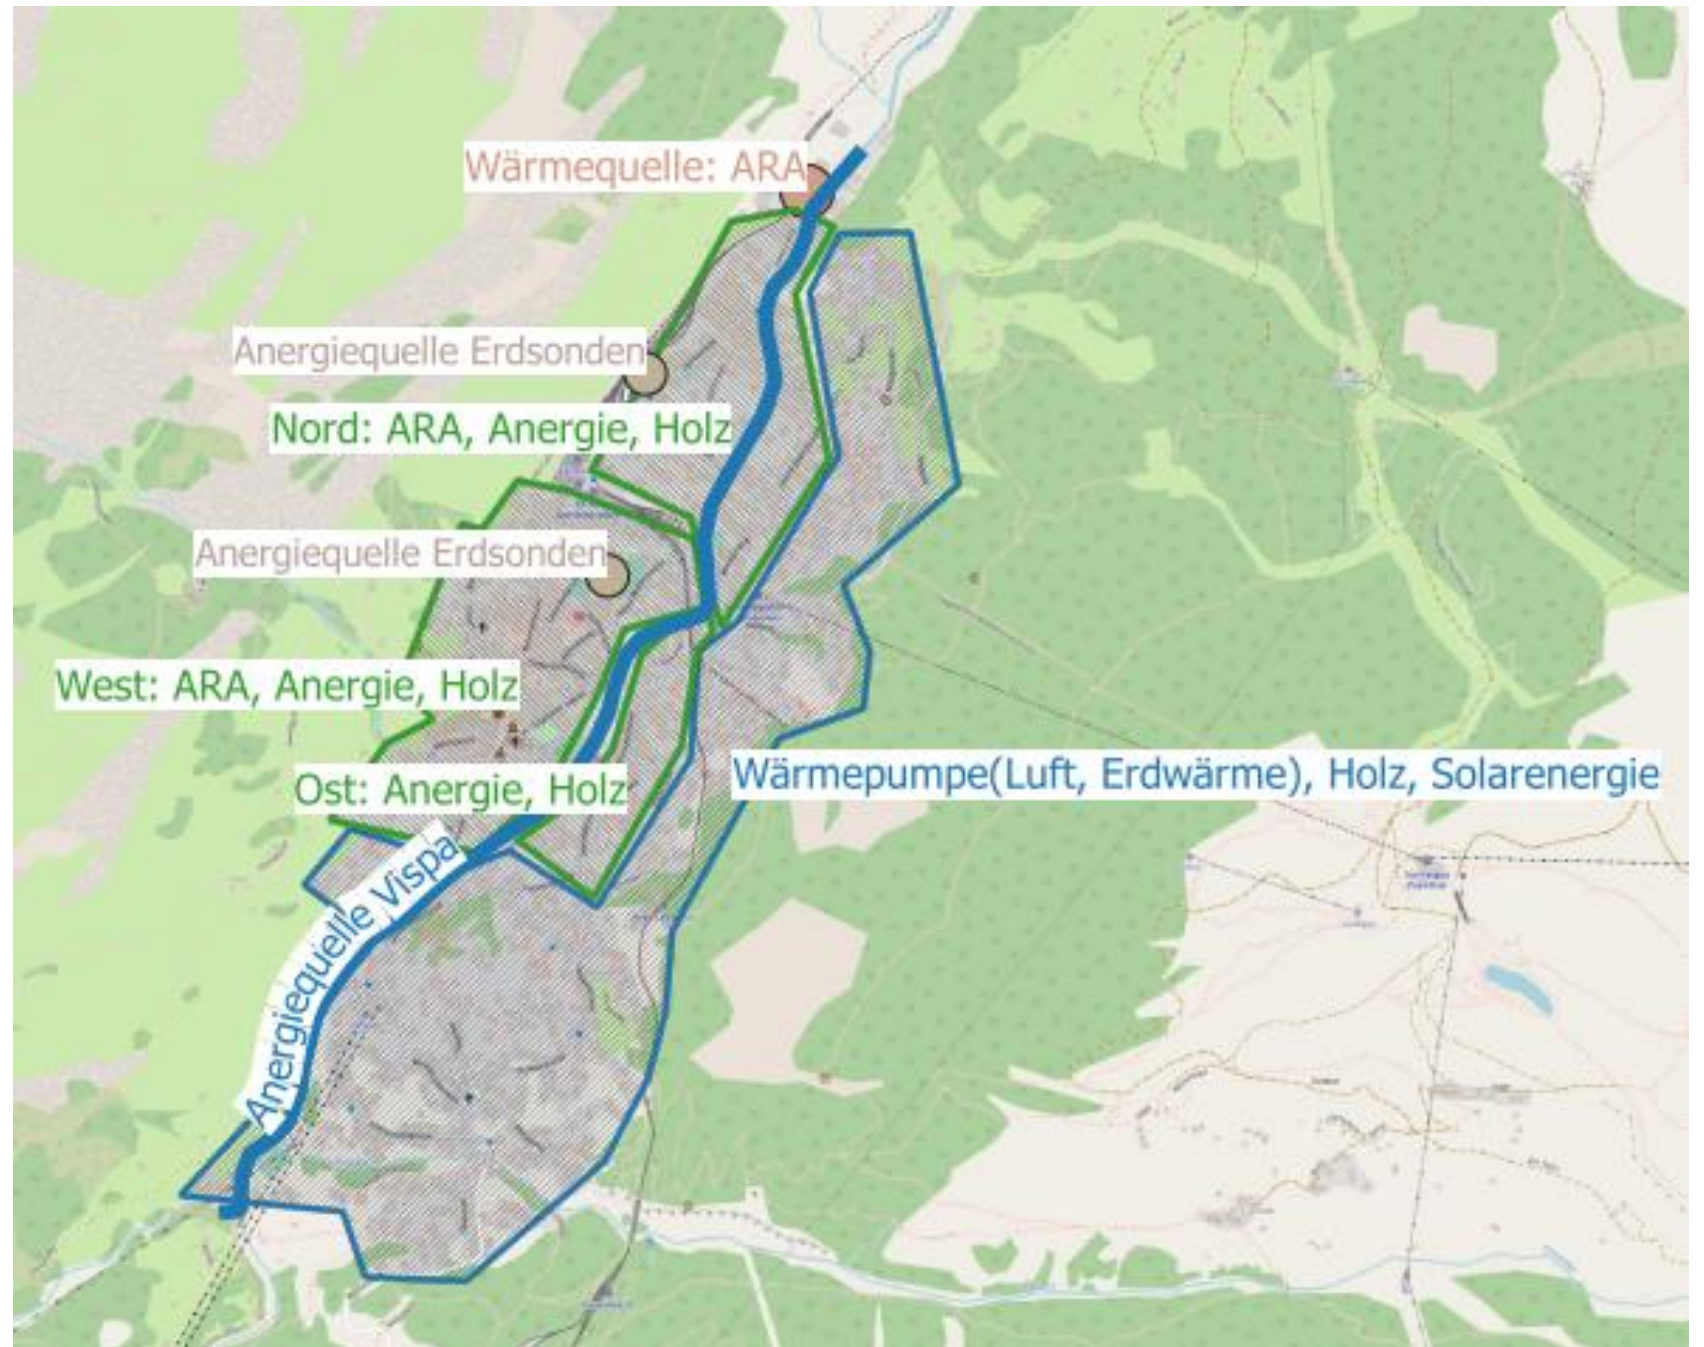 Wärmequelle: ARA
Anergiequelle Erdsonden
Nord: ARA, Anergie, Holz
Anergiequelle Erdsonden
West: ARA, Anergie, Holz
Wärmepumpe(Luft, Erdwärme), Holz, Solarenergie
Ost: Anergie, Holz
Anergiequelle Vispa